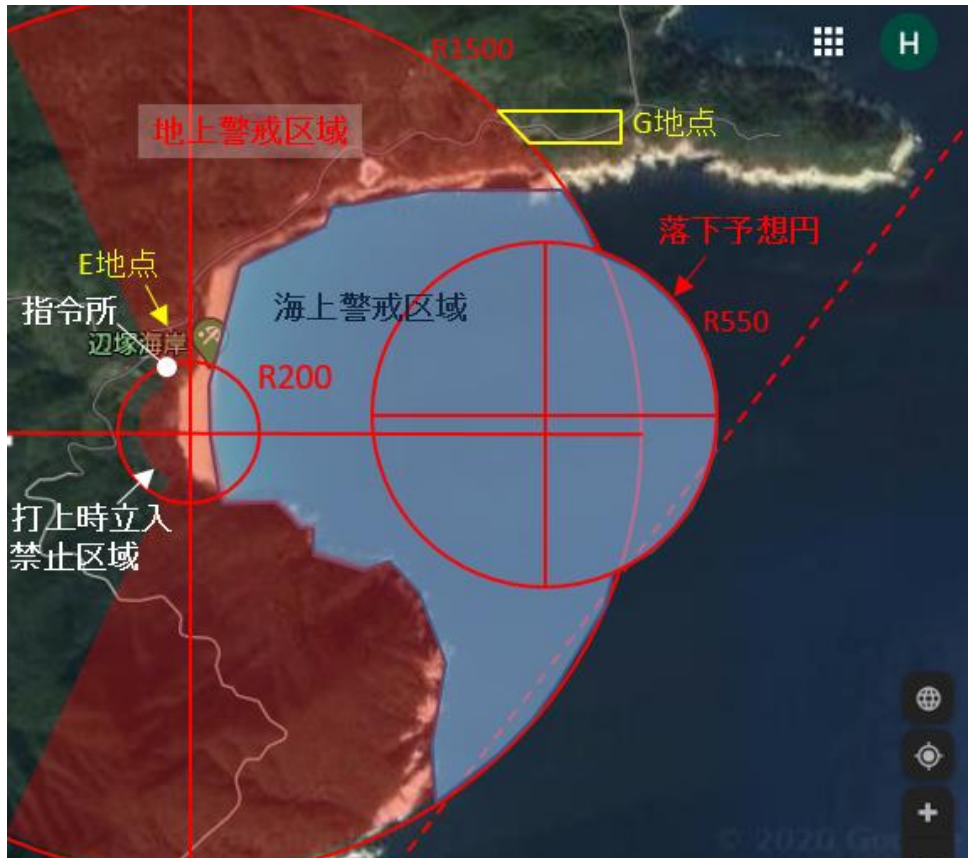 H
R1500
G地点
地上警戒区域
落下予想円
E地点
指令所
海上警戒区域
辺塚海岸
R550
R200
打上時立入
禁止区域
© 2020 Goo